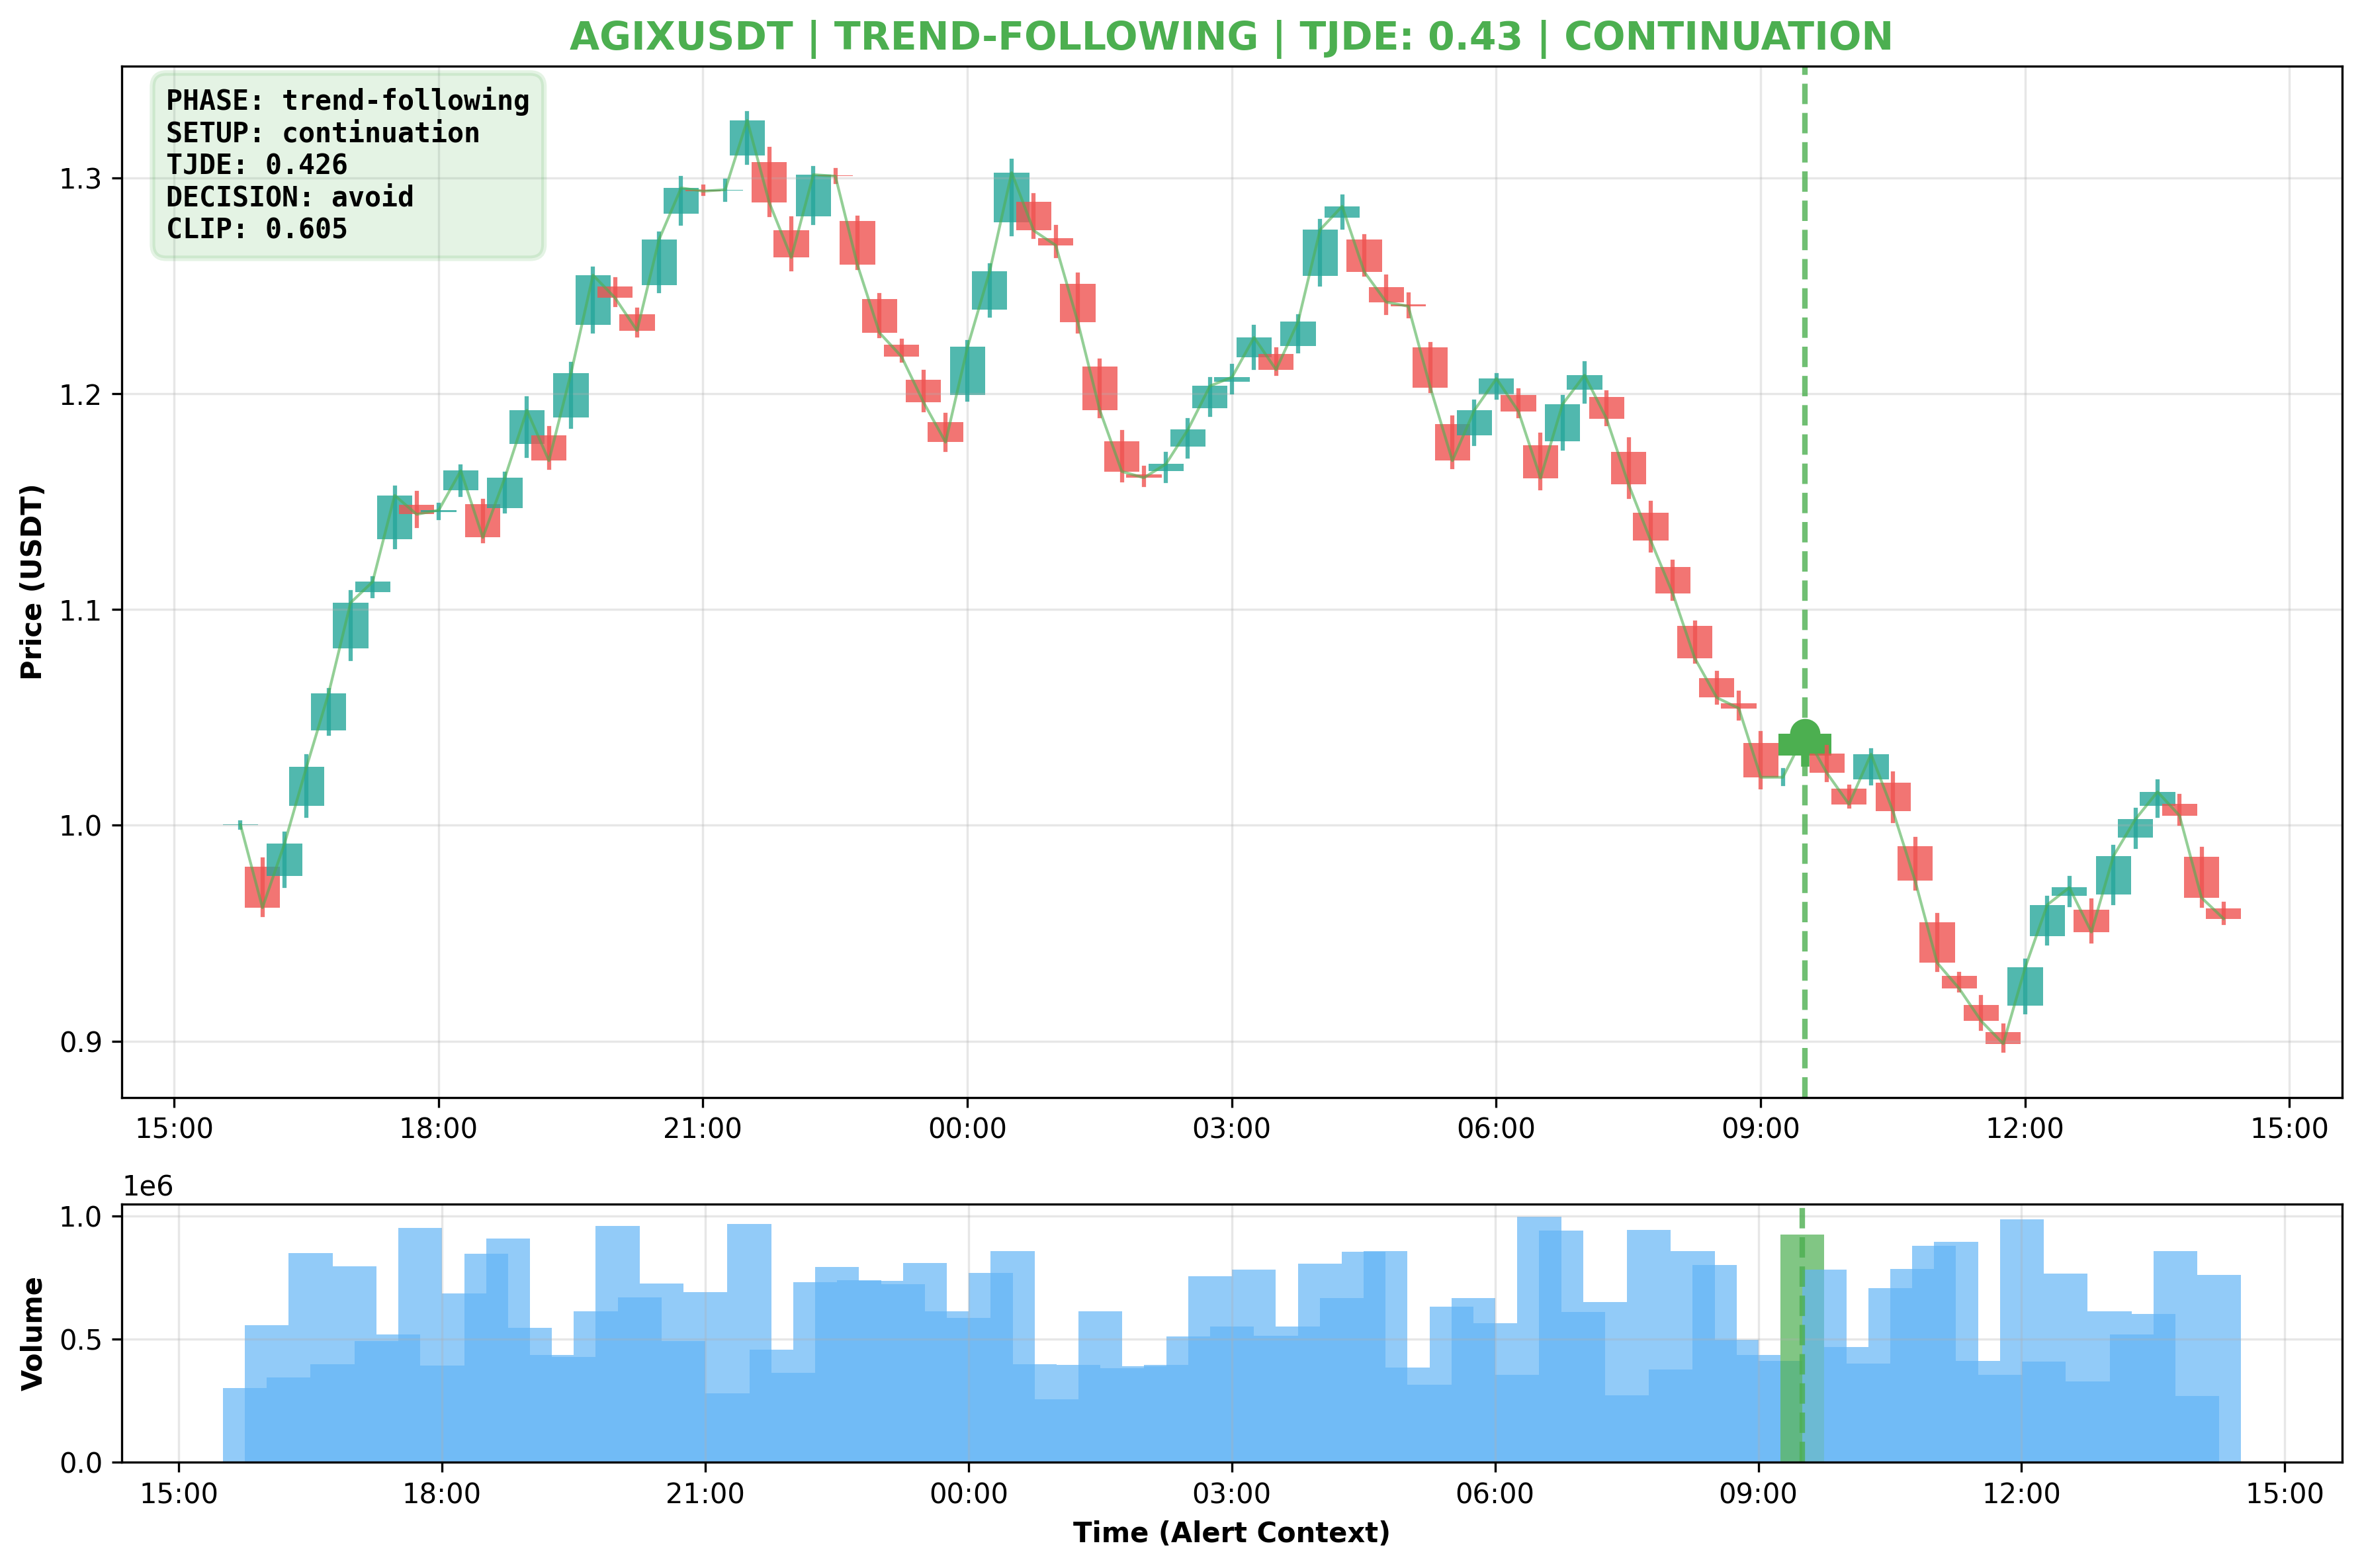 AGIXUSDT | TREND-FOLLOWING | TJDE: 0.43 | CONTINUATION
PHASE: trend-following
SETUP: continuation
TJDE: 0.426
DECISION: avoid
CLIP: 0.605
Price (USDT)
1.3
1.2
1.1
1.0
0.9
15:00 18:00 21:00 00:00 03:00 06:00 09:00 12:00 15:00
1e6
Volume
1.0
0.5
0.0
15:00 18:00 21:00 00:00 03:00 06:00 09:00 12:00 15:00
Time (Alert Context)